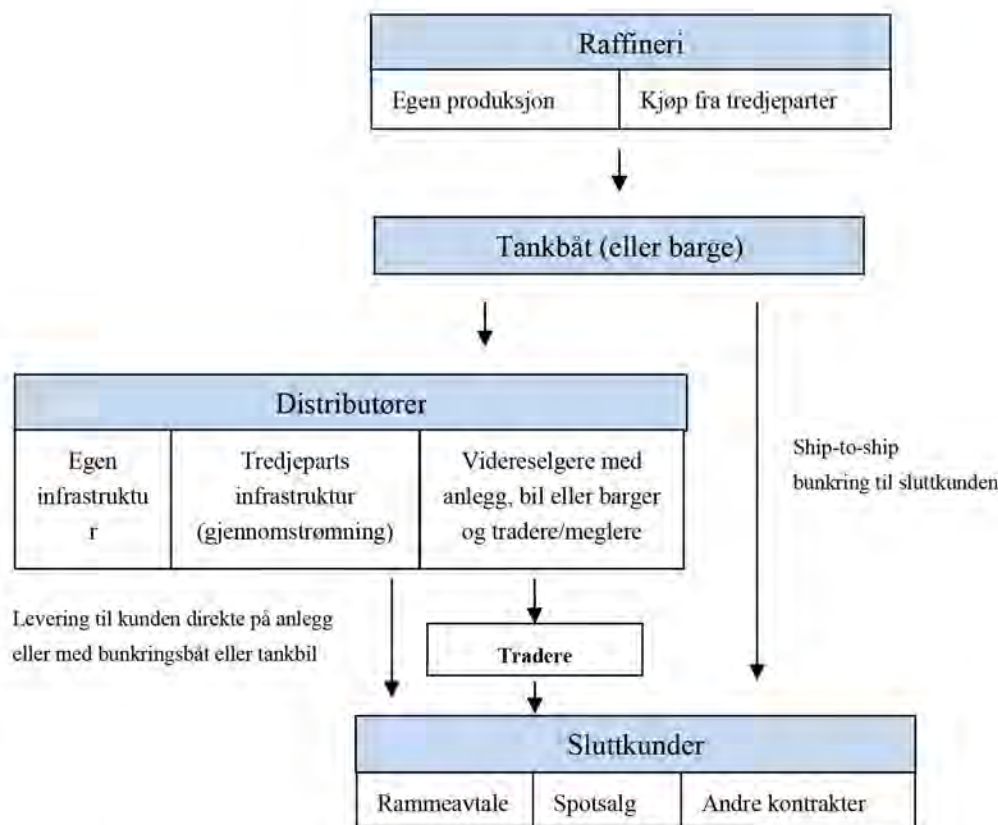 Raffineri
Egen produksjon
Kjøp fra tredjeparter
Tankbåt (eller barge)
Distributører
Egen
infrastruktu
r
Tredjeparts
infrastruktur
(gjennomstrømning)
Videreselgere med
anlegg, bil eller barger
og tradere/meglere
Ship-to-ship
bunkring til sluttkunden
Levering til kunden direkte på anlegg
eller med bunkringsbåt eller tankbil
Tradere
Sluttkunder
Rammeavtale
Spotsalg
Andre kontrakter